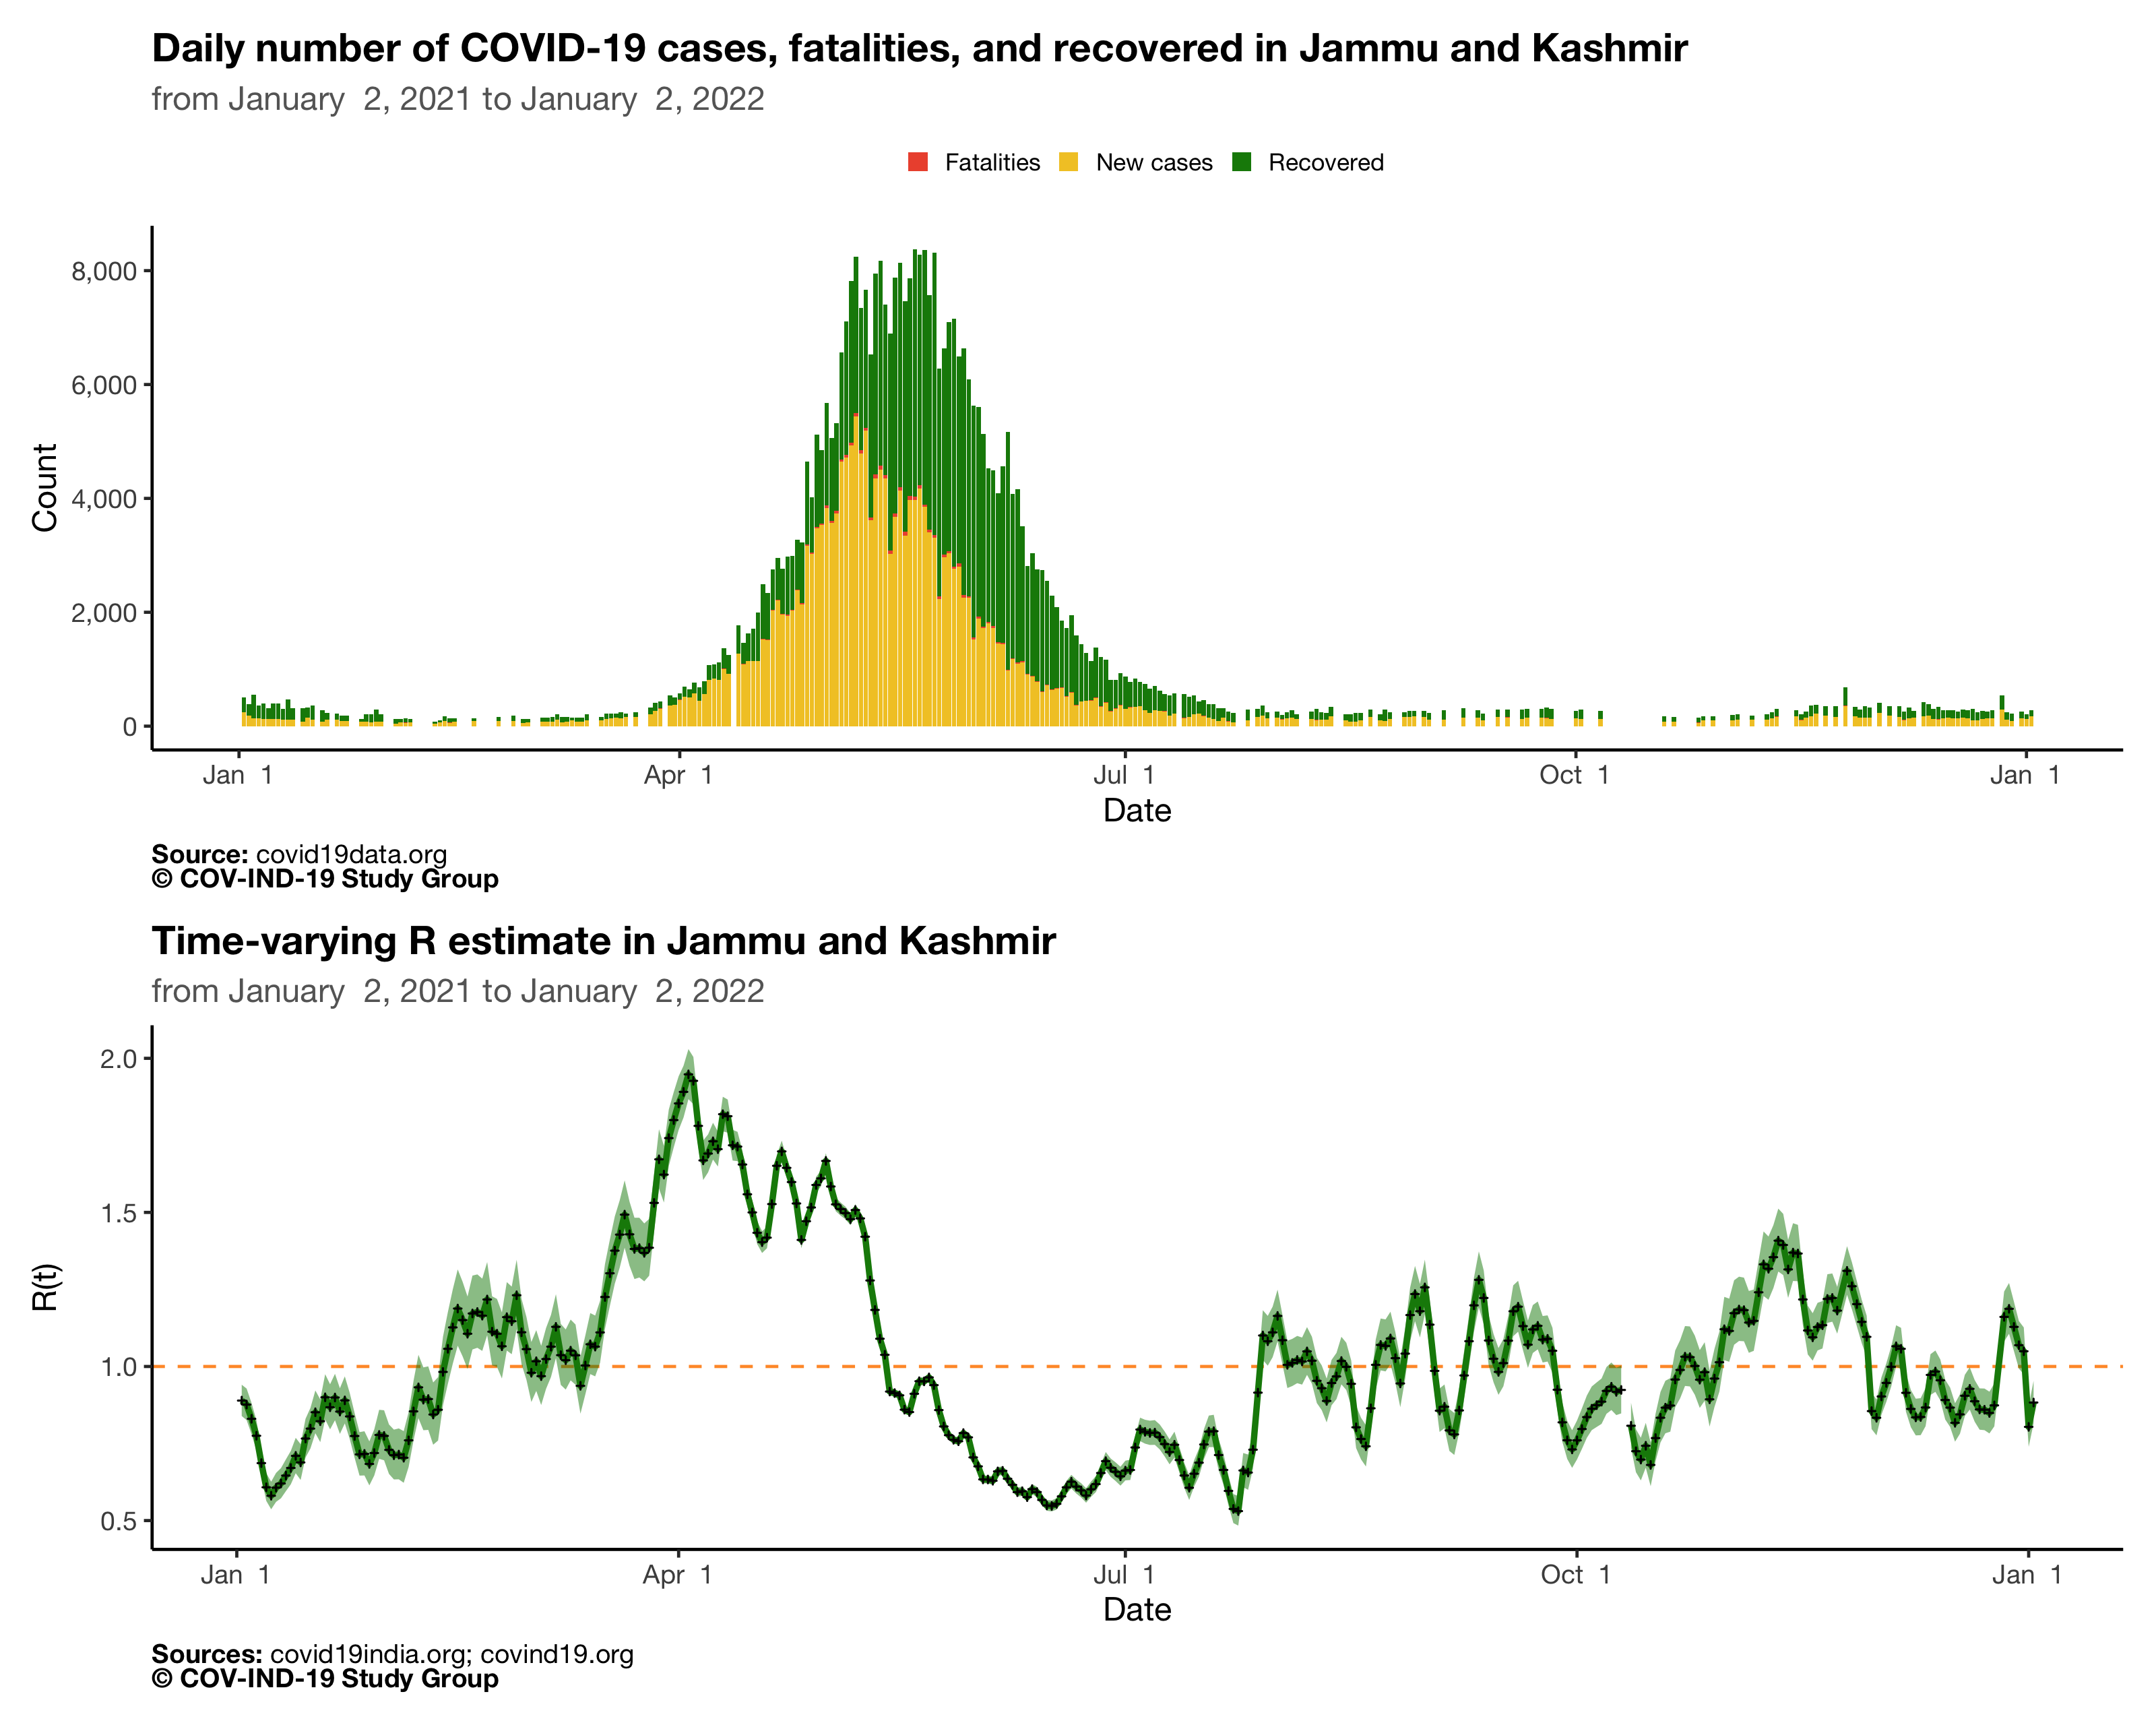 Daily number of COVID-19 cases, fatalities, and recovered in Jammu and Kashmir
from January  2, 2021 to January  2, 2022
Fatalities New cases Recovered
8,000
6,000
4,000
2,000
0
Count
Jan  1 Apr  1 Jul  1 Oct  1 Jan  1
Date
Source: covid19data.org
© COV-IND-19 Study Group
Time-varying R estimate in Jammu and Kashmir
from January  2, 2021 to January  2, 2022
2.0
1.5
1.0
0.5
R(t)
Jan  1 Apr  1 Jul  1 Oct  1 Jan  1
Date
Sources: covid19india.org; covind19.org
© COV-IND-19 Study Group